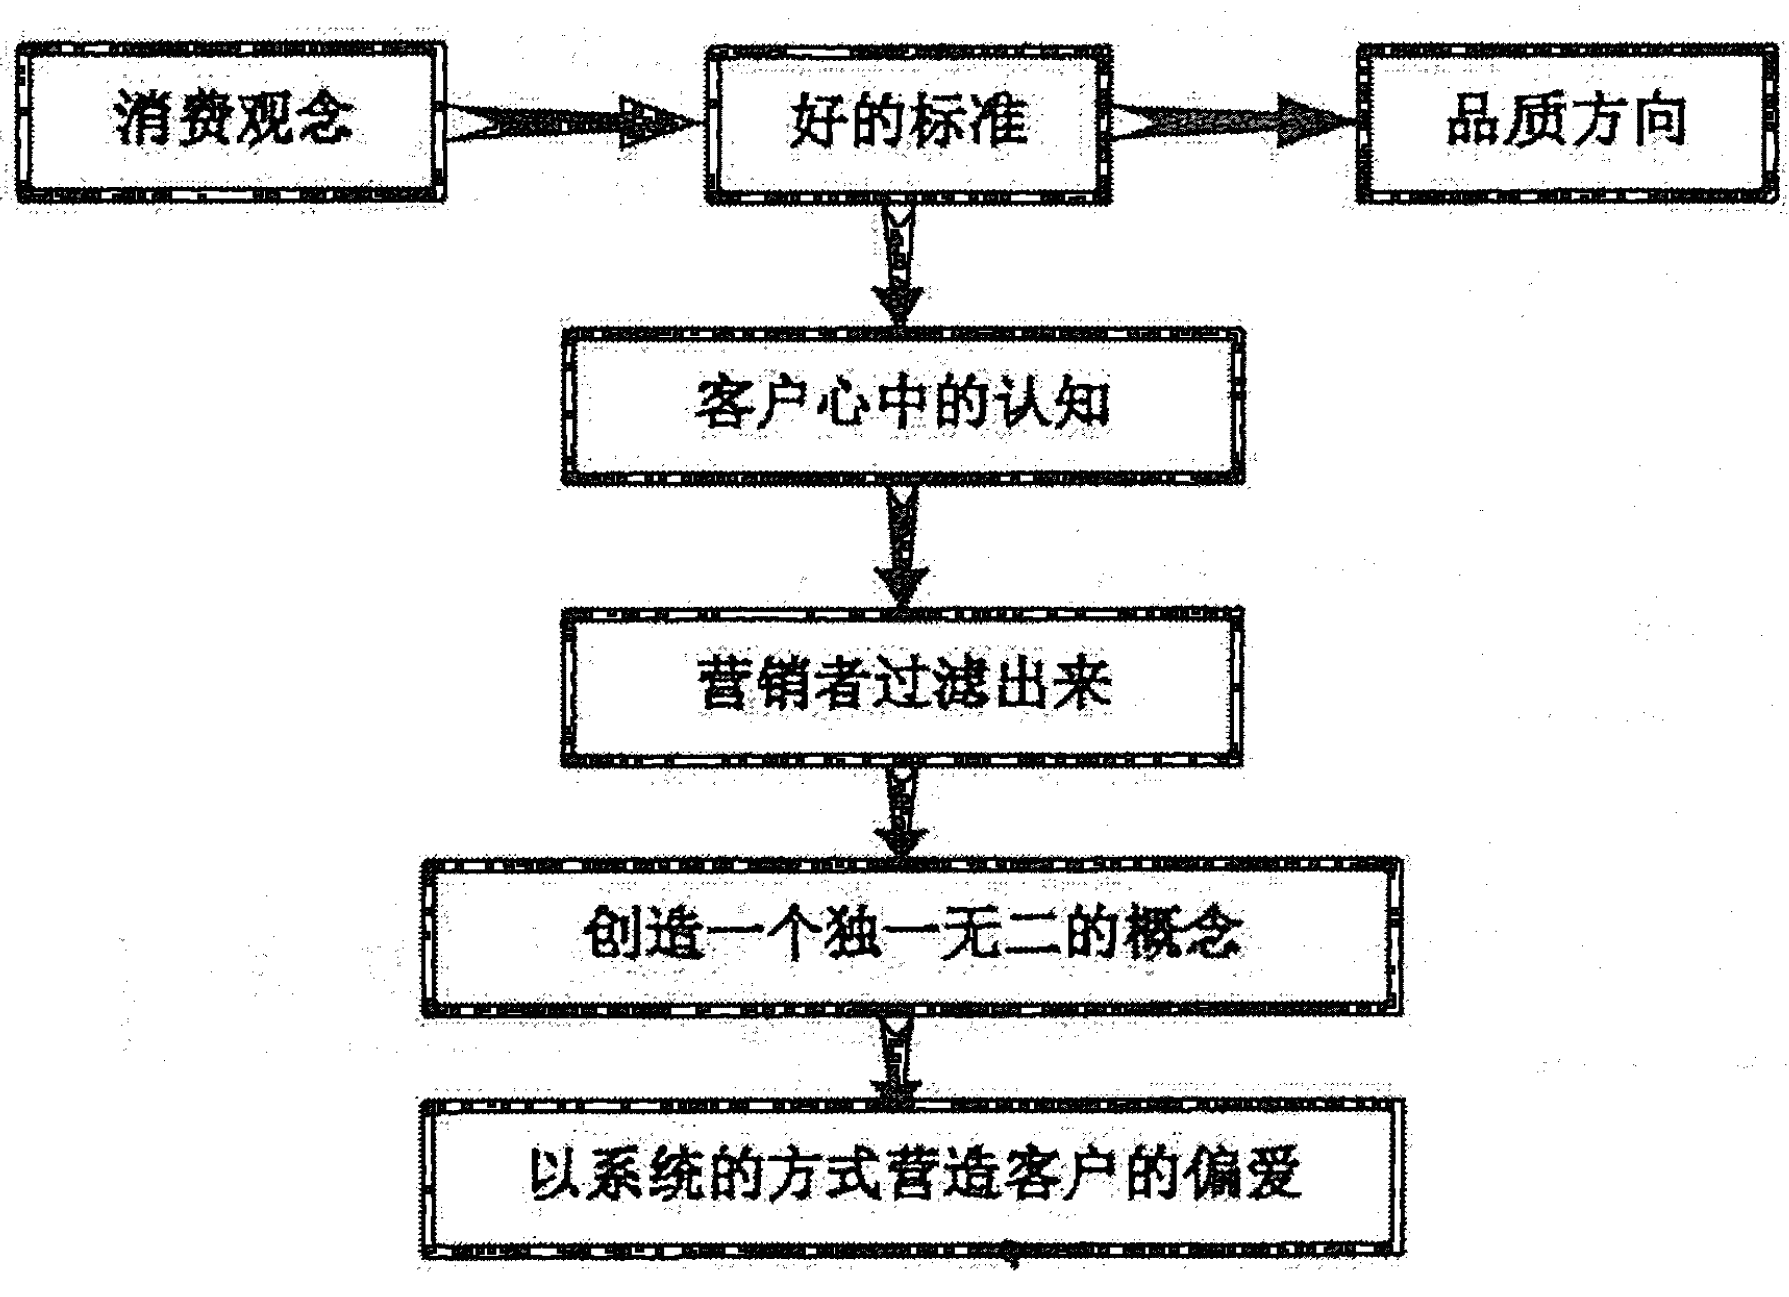 消费观念
好的标准
品质方向
客户心中的认知
营销者过滤出来
创造一个独一无二的概念
以系统的方式营造客户的偏爱